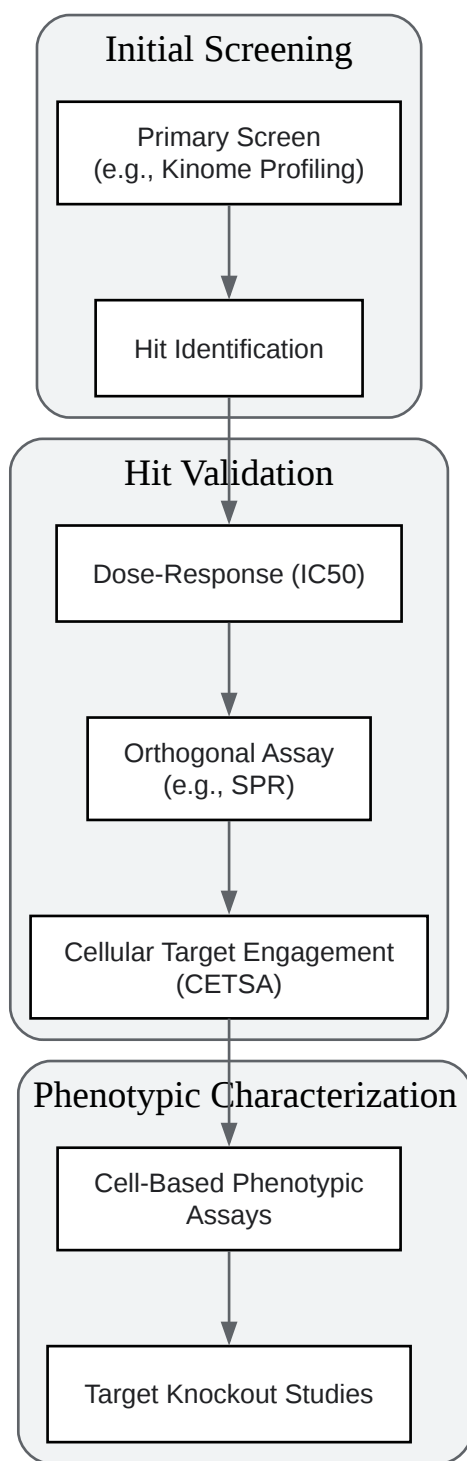 Initial Screening
Primary Screen
(e.g., Kinome Profiling)
Hit Identification
Hit Validation
Dose-Response (IC50)
Orthogonal Assay
(e.g., SPR)
Cellular Target Engagement
(CETSA)
Phenotypic Characterization
Cell-Based Phenotypic
Assays
Target Knockout Studies